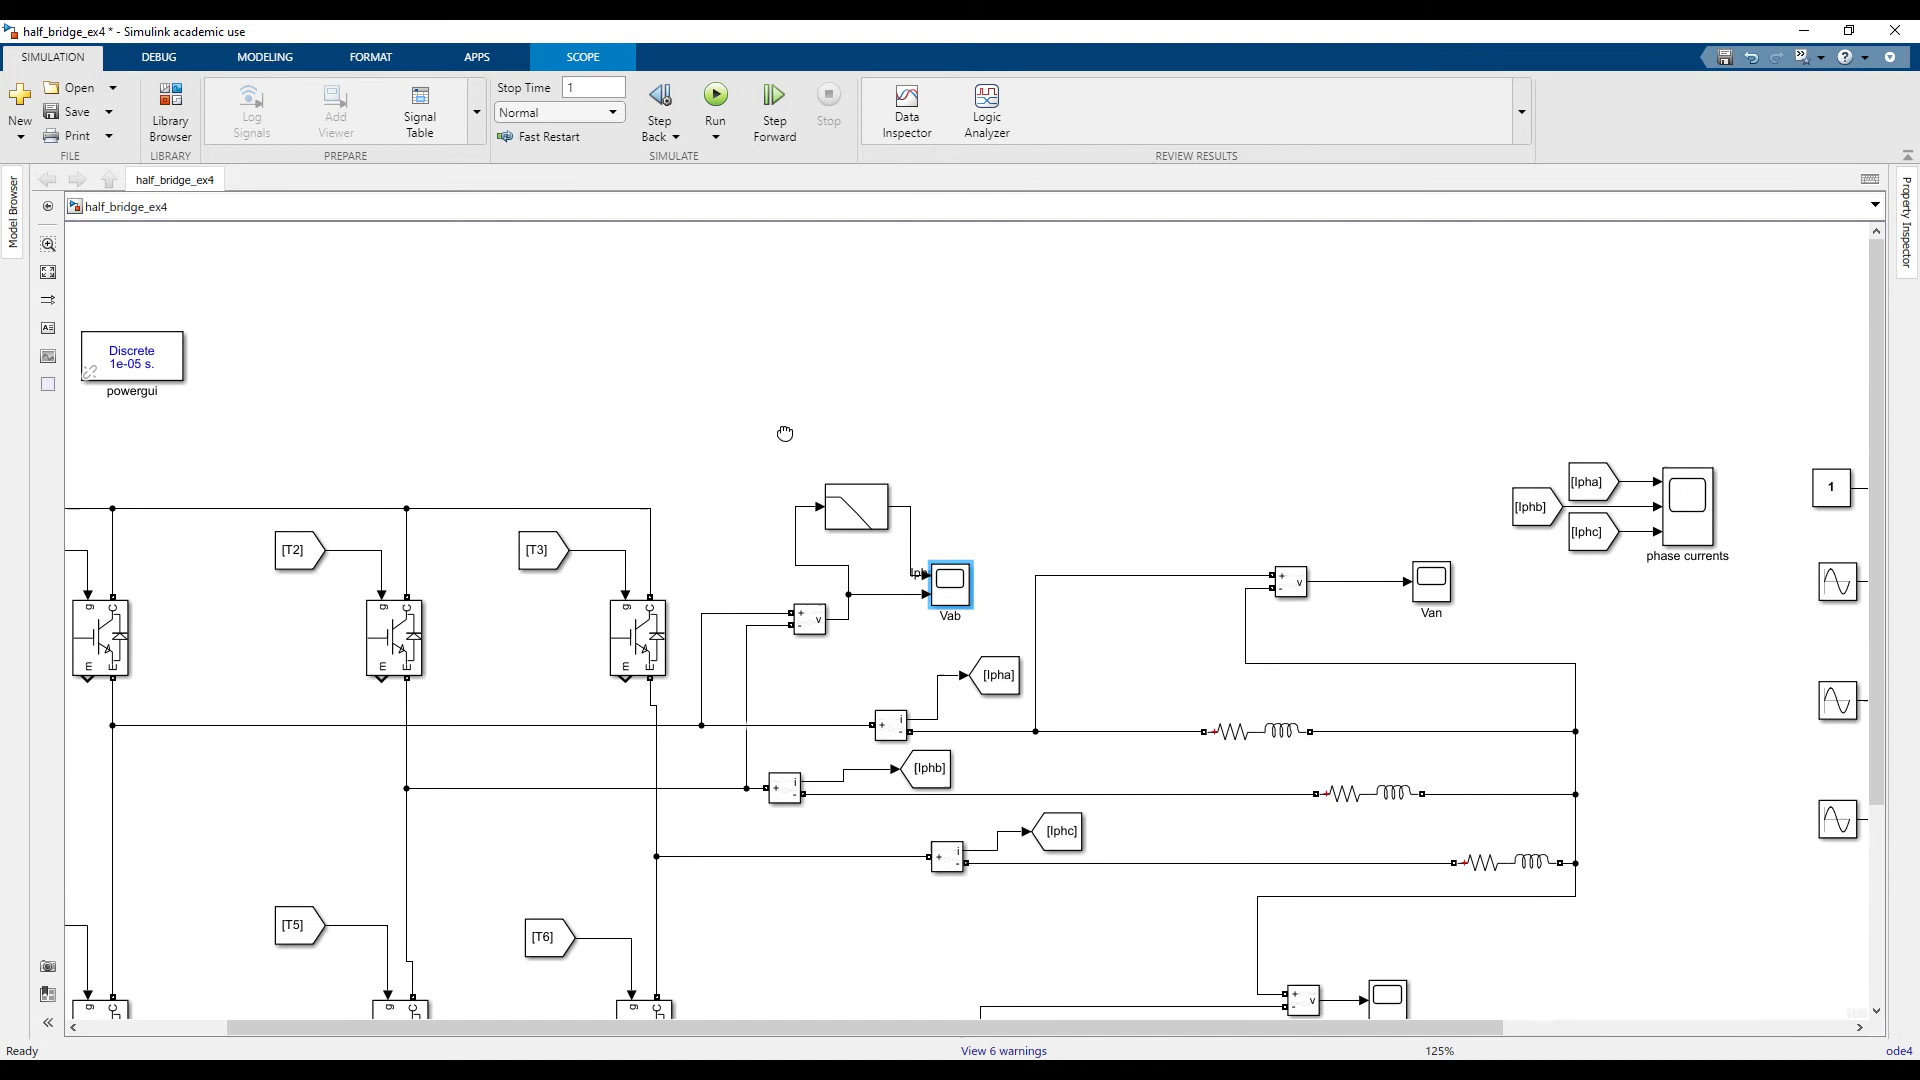 half_bridge_ex4 * - Simulink academic use
SIMULATION DEBUG MODELING FORMAT APPS SCOPE
New
Open
Save
Print
FILE
Library Browser
LIBRARY
Log Signals
Add Viewer
Signal Table
PREPARE
Stop Time 1
Normal
Fast Restart
Step Back
Run
Step Forward
Stop
SIMULATE
Data Inspector
Logic Analyzer
REVIEW RESULTS
Model Browser
Property Inspector
half_bridge_ex4
half_bridge_ex4
Discrete
1e-05 s.
powergui
[T2]
[T3]
g C
m E
g C
m E
g C
m E
+ - v
Vab
+ - v
Van
[Ipha]
[Iphb]
[Iphc]
phase currents
1
+ i -
[Ipha]
+ i -
[Iphb]
+ i -
[Iphc]
[T5]
[T6]
g C
g C
g C
+ - v
Ready
View 6 warnings
125%
ode4